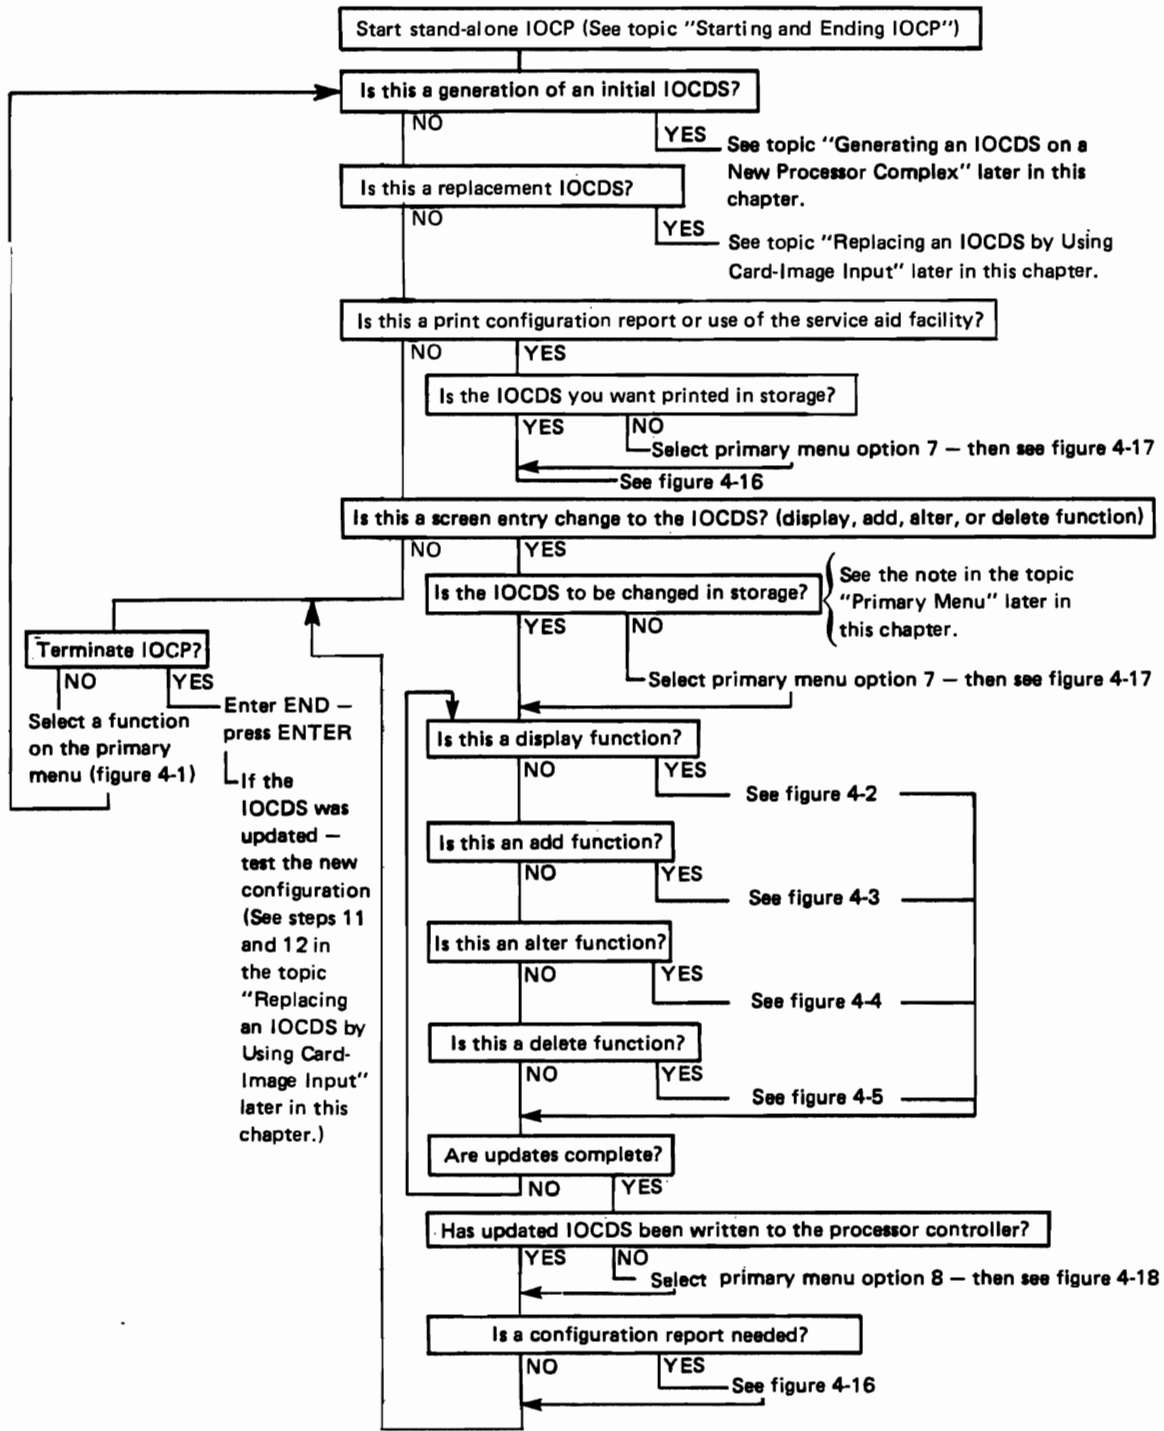 Start stand-alone IOCP (See topic "Starting and Ending IOCP")
Is this a generation of an initial IOCDS?
NO
YES
See topic "Generating an IOCDS on a
New Processor Complex" later in this
chapter.
Is this a replacement IOCDS?
NO
YES
See topic "Replacing an IOCDS by Using
Card-Image Input" later in this chapter.
Is this a print configuration report or use of the service aid facility?
NO
YES
Is the IOCDS you want printed in storage?
YES
NO
Select primary menu option 7 — then see figure 4-17
See figure 4-16
Is this a screen entry change to the IOCDS? (display, add, alter, or delete function)
NO
YES
Is the IOCDS to be changed in storage?
See the note in the topic
"Primary Menu" later in
this chapter.
YES
NO
Select primary menu option 7 — then see figure 4-17
Terminate IOCP?
NO
YES
Select a function
on the primary
menu (figure 4-1)
Enter END —
press ENTER
If the
IOCDS was
updated —
test the new
configuration
(See steps 11
and 12 in
the topic
"Replacing
an IOCDS by
Using Card-
Image Input"
later in this
chapter.)
Is this a display function?
NO
YES
See figure 4-2
Is this an add function?
NO
YES
See figure 4-3
Is this an alter function?
NO
YES
See figure 4-4
Is this a delete function?
NO
YES
See figure 4-5
Are updates complete?
NO
YES
Has updated IOCDS been written to the processor controller?
YES
NO
Select primary menu option 8 — then see figure 4-18
Is a configuration report needed?
NO
YES
See figure 4-16